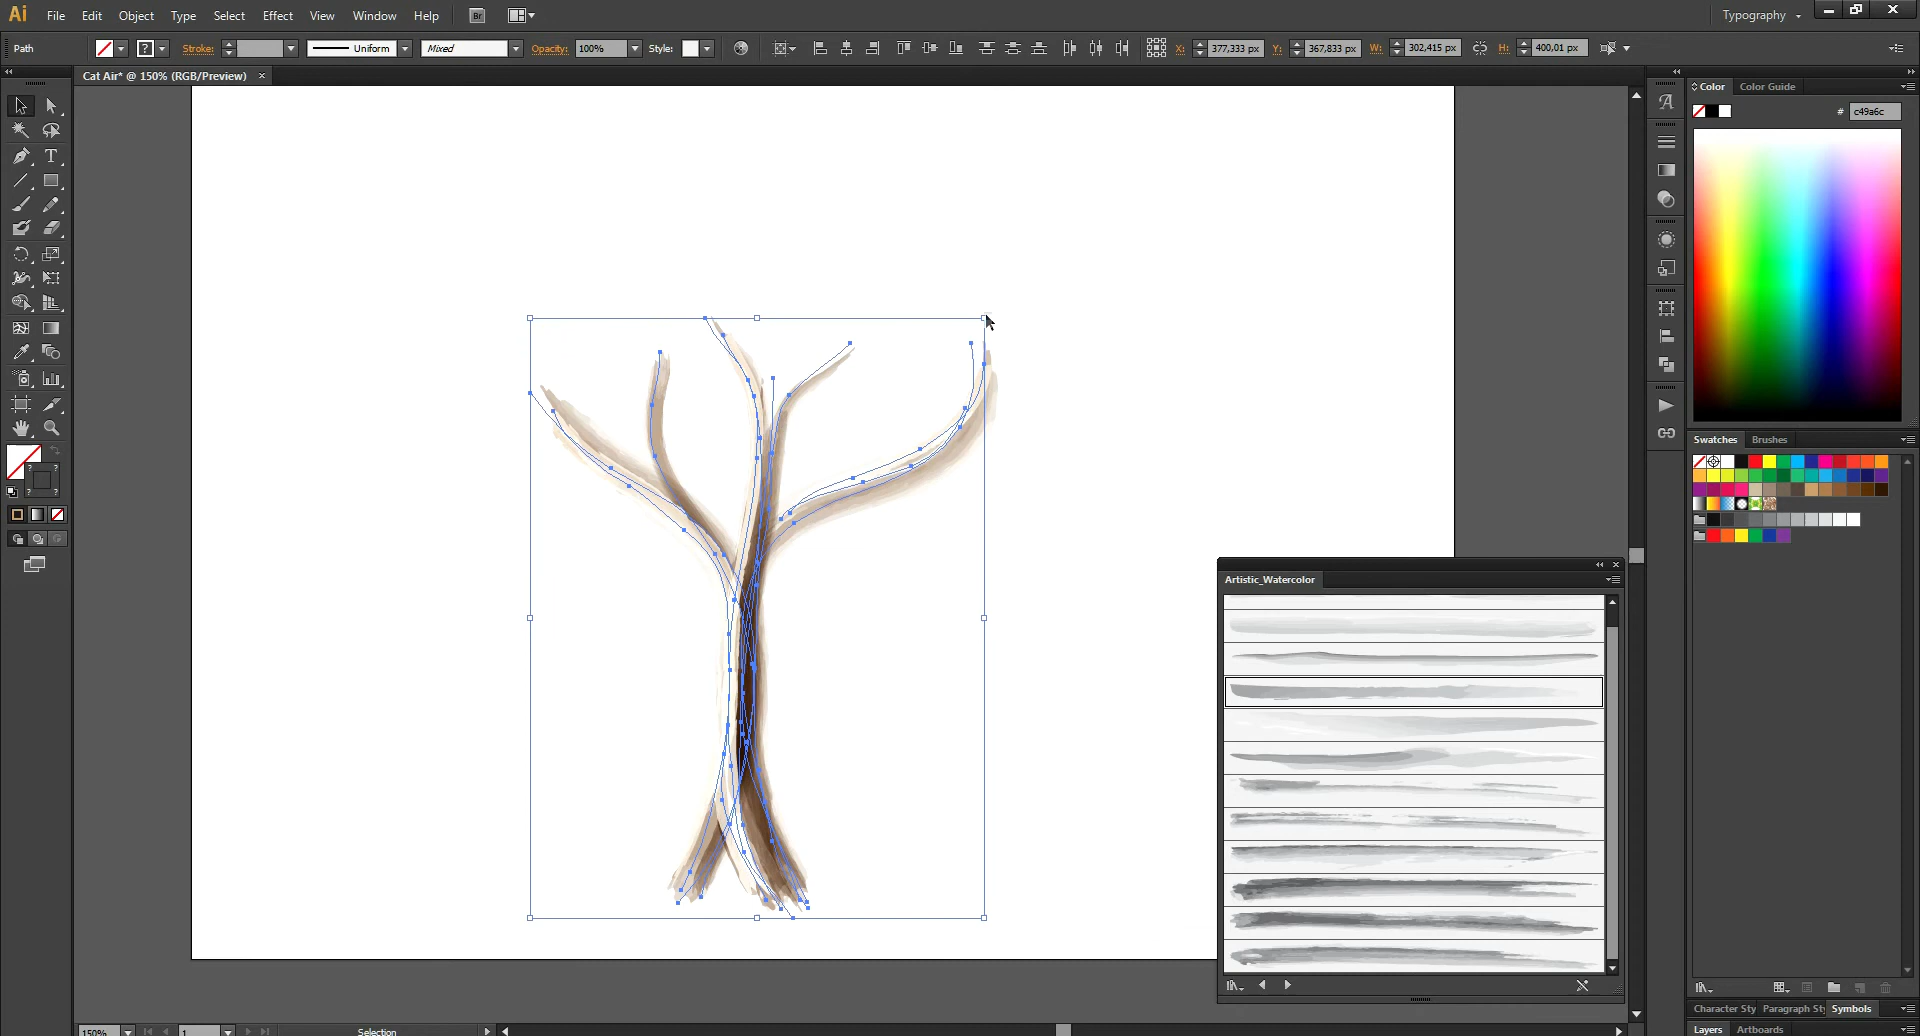 Ai File Edit Object Type Select Effect View Window Help Br Typography
Path ? Stroke: Uniform Mixed Opacity: 100% Style: X: 377,333 px Y: 367,833 px W: 302,415 px H: 400,01 px
Cat Air* @ 150% (RGB/Preview)
Color Color Guide
# c49a6c
Swatches Brushes
Artistic_Watercolor
Character Sty Paragraph Sty Symbols
Layers Artboards
150% 1 Selection